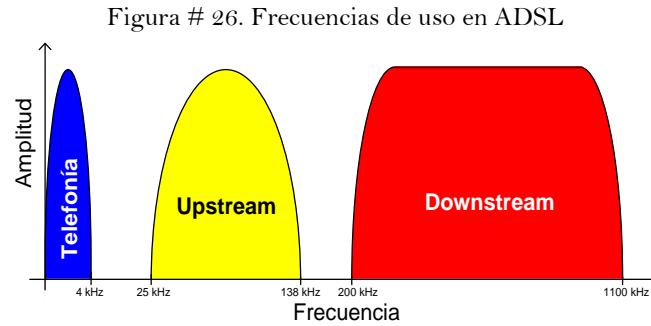 Figura # 26. Frecuencias de uso en ADSL
Amplitud
Telefonía
Upstream
Downstream
4 kHz 25 kHz 138 kHz 200 kHz 1100 kHz
Frecuencia